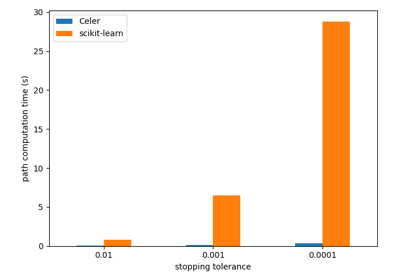 Celer
scikit-learn
path computation time (s)
30
25
20
15
10
5
0
0.01
0.001
0.0001
stopping tolerance